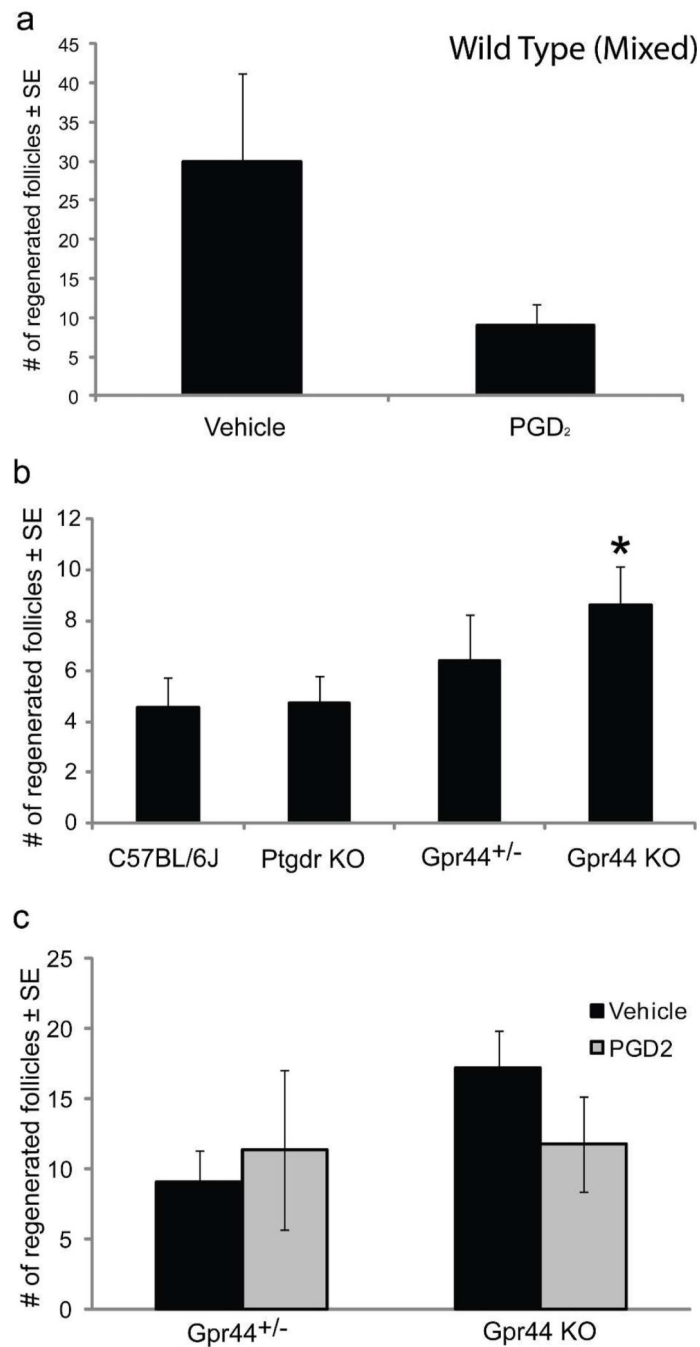 a
Wild Type (Mixed)
# of regenerated follicles ± SE
45
40
35
30
25
20
15
10
5
0
Vehicle
PGD₂
b
# of regenerated follicles ± SE
12
10
8
6
4
2
0
*
C57BL/6J
Ptgdr KO
Gpr44+/-
Gpr44 KO
c
# of regenerated follicles ± SE
25
20
15
10
5
0
Vehicle
PGD2
Gpr44+/-
Gpr44 KO